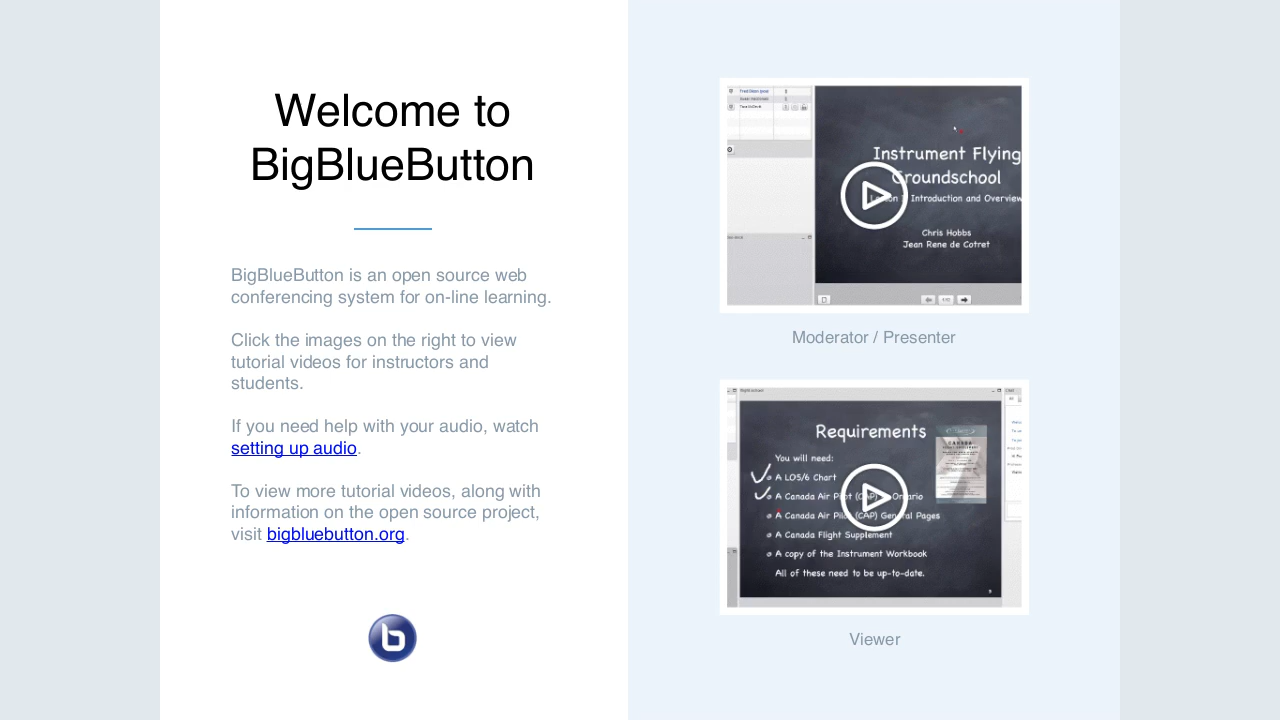 Welcome to
BigBlueButton
BigBlueButton is an open source web
conferencing system for on-line learning.
Click the images on the right to view
tutorial videos for instructors and
students.
If you need help with your audio, watch
setting up audio.
To view more tutorial videos, along with
information on the open source project,
visit bigbluebutton.org.
b
Instrument Flying
Groundschool
Introduction and Overview
Chris Hobbs
Jean Rene de Cotret
Moderator / Presenter
Requirements
You will need:
A LO5/6 Chart
A Canada Air Pilot (CAP) Ontario
A Canada Air Pilot (CAP) General Pages
A Canada Flight Supplement
A copy of the Instrument Workbook
All of these need to be up-to-date.
CANADA
Viewer